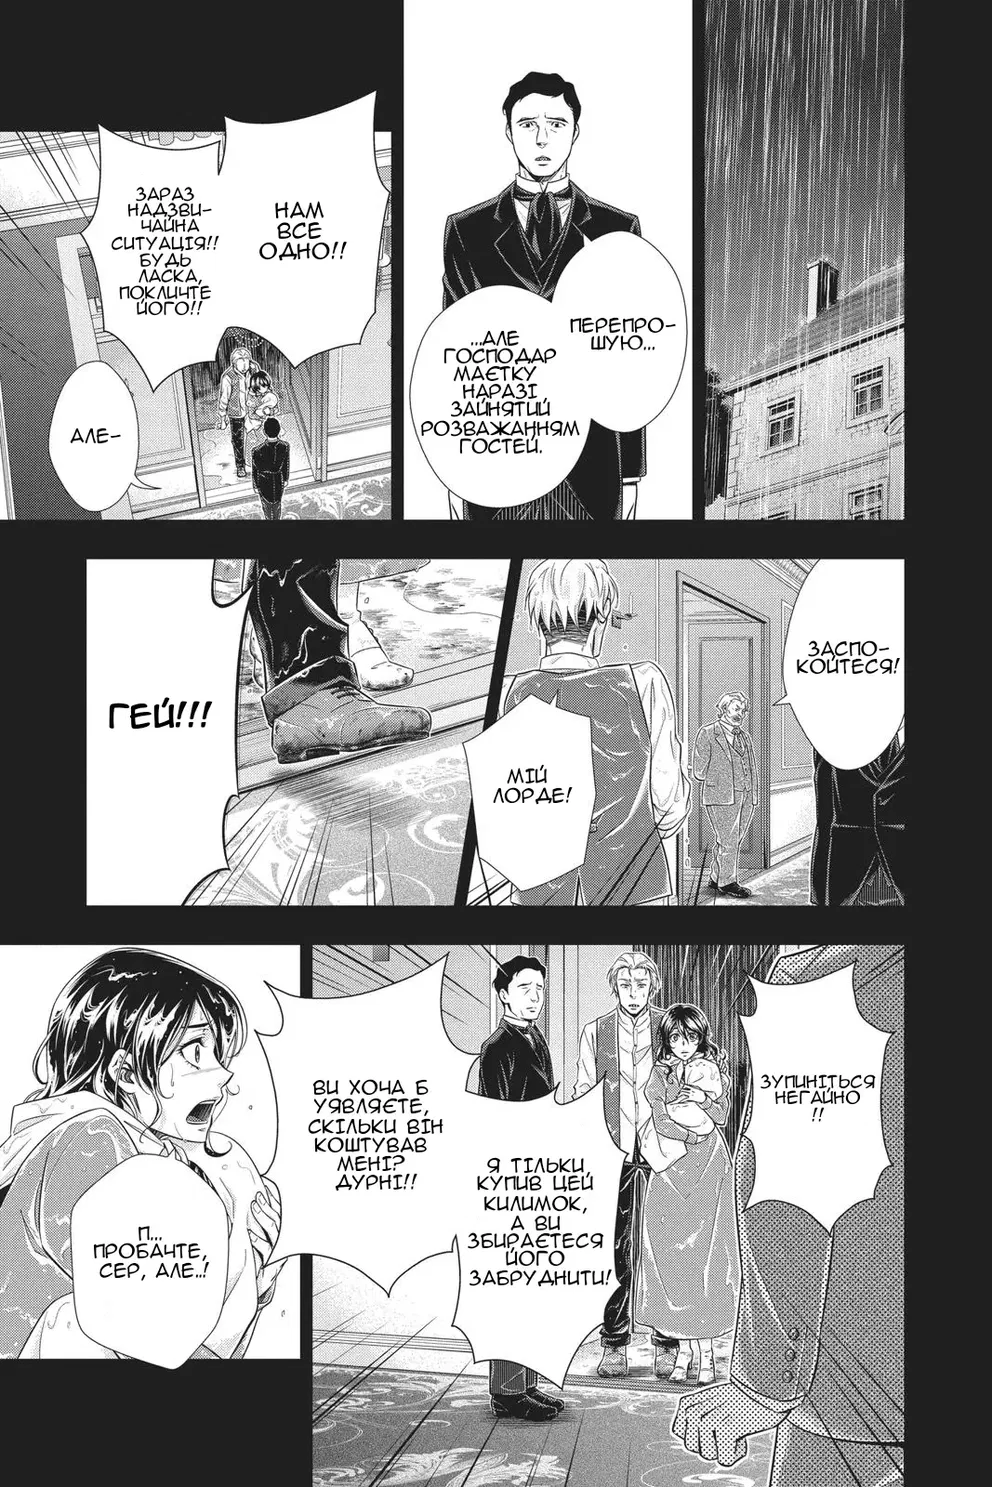 ПЕРЕПРО-
ШУЮ...
...АЛЕ
ГОСПОДАР
МАЄТКУ
НАРАЗІ
ЗАЙНЯТИЙ
РОЗВАЖАННЯМ
ГОСТЕЙ.
НАМ
ВСЕ
ОДНО!!
ЗАРАЗ
НАДЗВИ-
ЧАЙНА
СИТУАЦІЯ!!
БУДЬ
ЛАСКА,
ПОКЛИЧТЕ
ЙОГО!!
АЛЕ-
ЗАСПО-
КОЙТЕСЯ!
МІЙ
ЛОРДЕ!
ГЕЙ!!!
ЗУПИНІТЬСЯ
НЕГАЙНО
!!
Я ТІЛЬКИ
КУПИВ ЦЕЙ
КИЛИМОК,
А ВИ
ЗБИРАЄТЕСЯ
ЙОГО
ЗАБРУДНИТИ!
ВИ ХОЧА Б
УЯВЛЯЄТЕ,
СКІЛЬКИ ВІН
КОШТУВАВ
МЕНІ?
ДУРНІ!!
П...
ПРОБАЧТЕ,
СЕР, АЛЕ..!